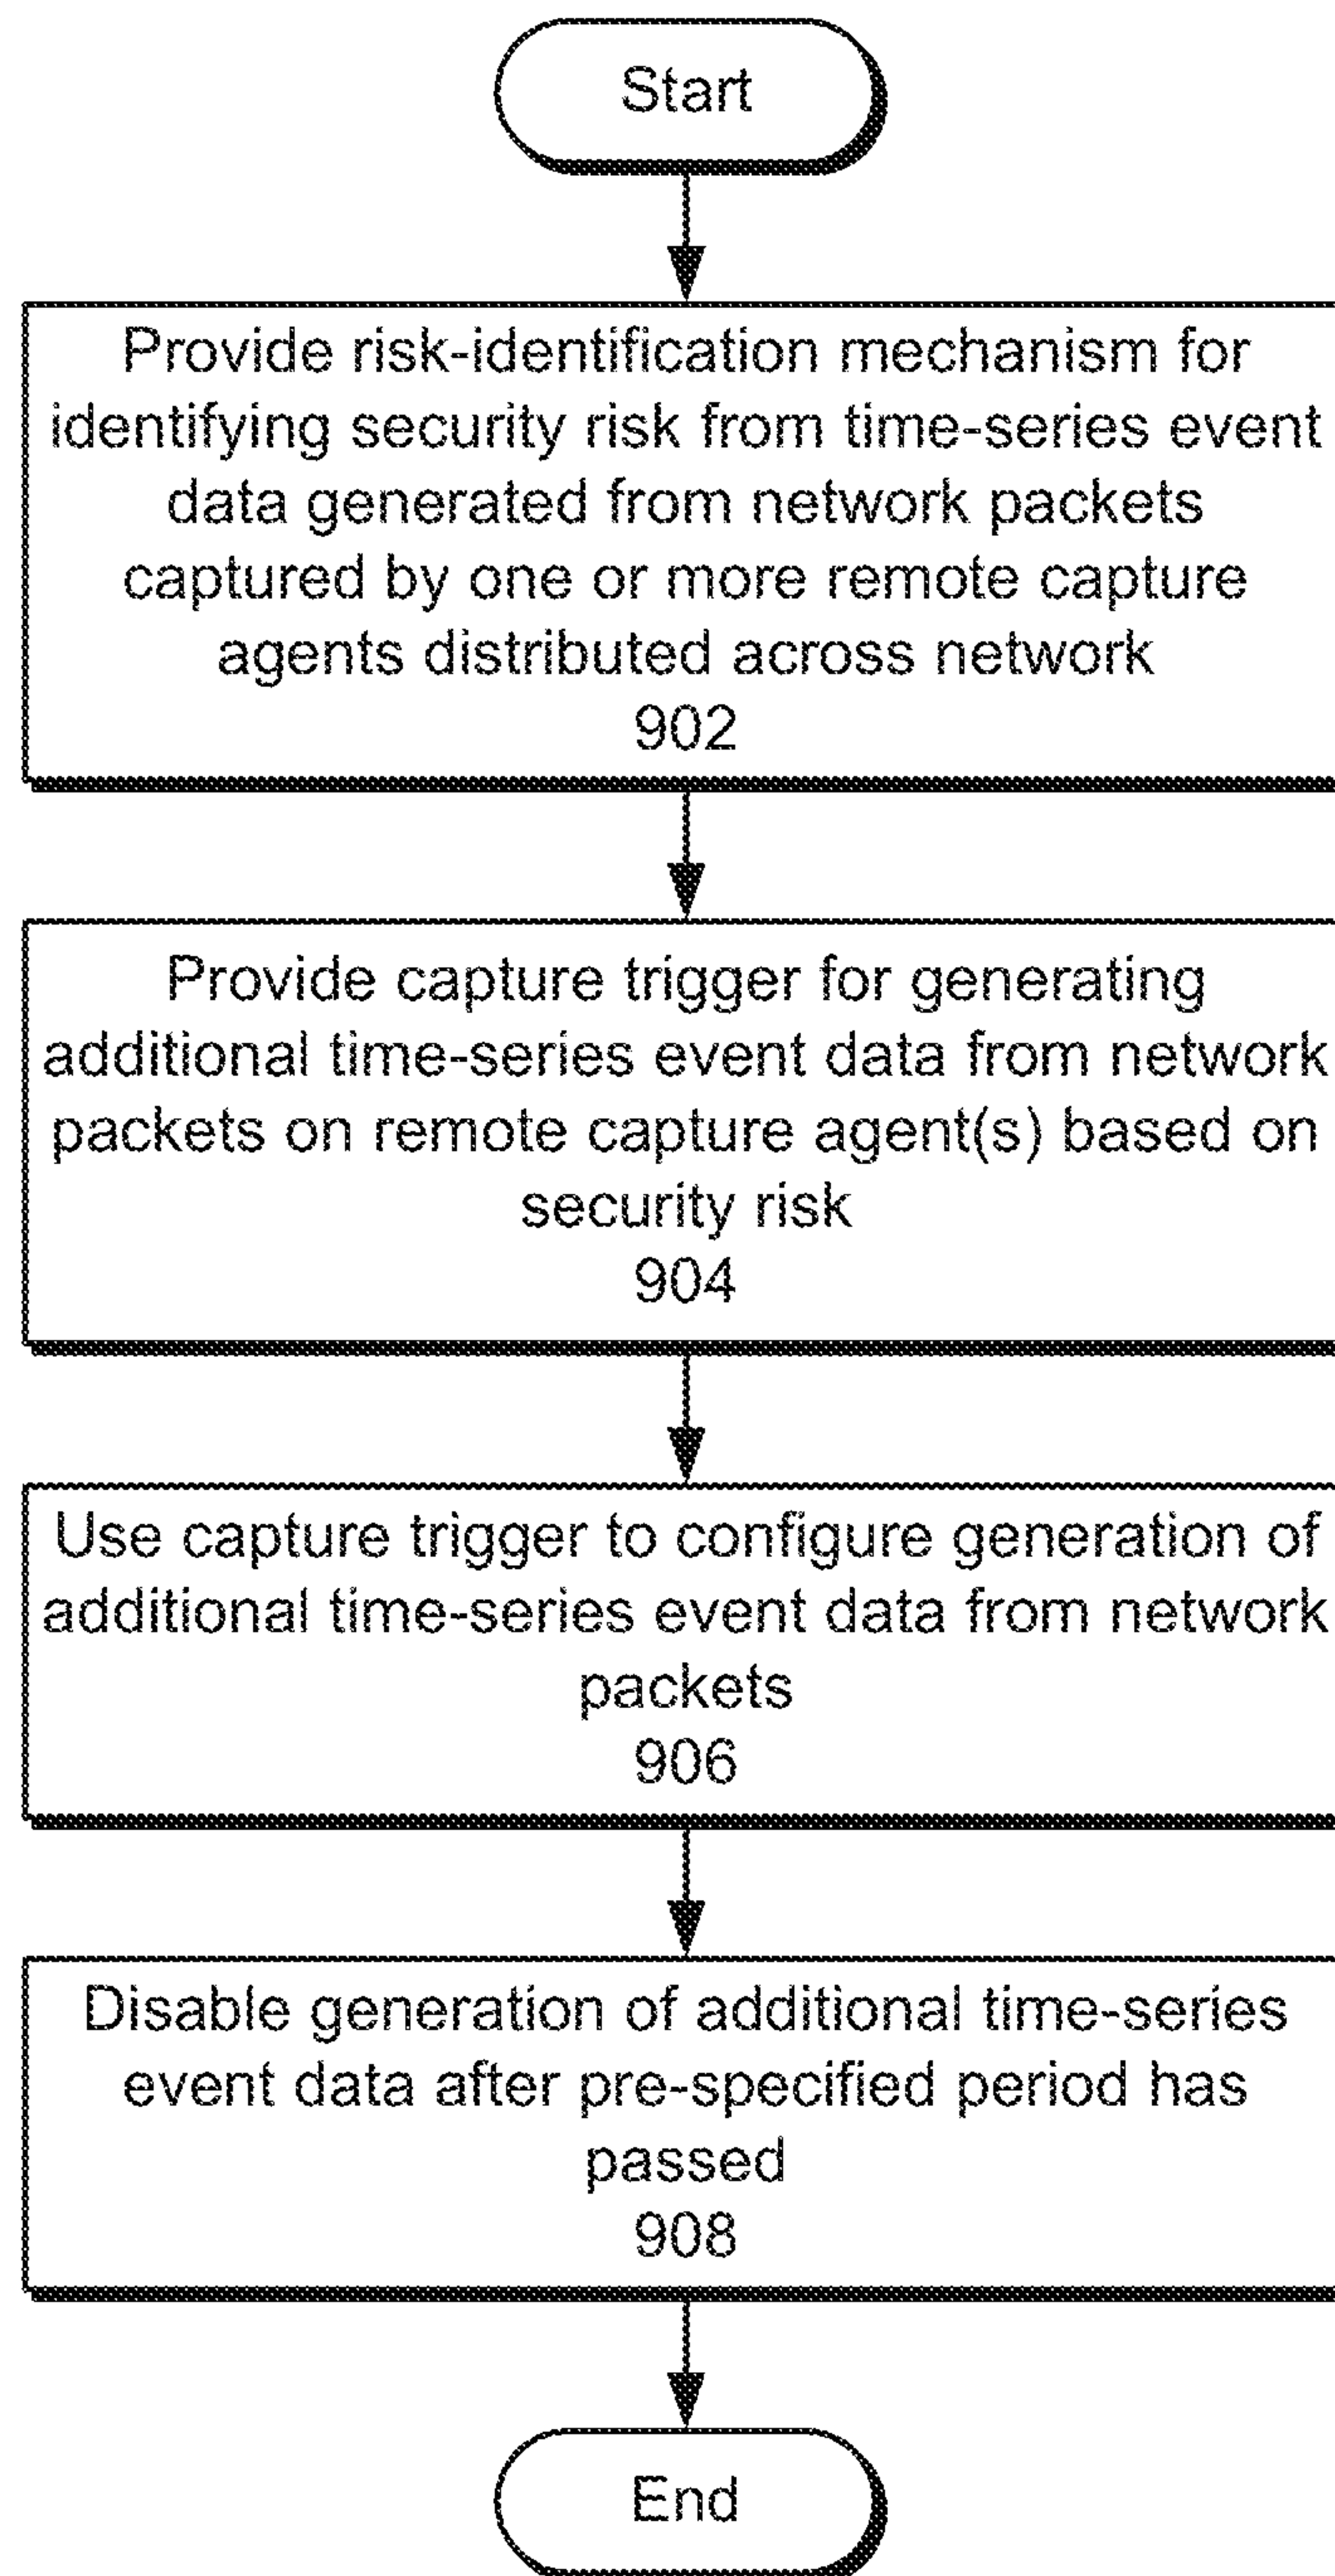 Start
Provide risk-identification mechanism for
identifying security risk from time-series event
data generated from network packets
captured by one or more remote capture
agents distributed across network
902
Provide capture trigger for generating
additional time-series event data from network
packets on remote capture agent(s) based on
security risk
904
Use capture trigger to configure generation of
additional time-series event data from network
packets
906
Disable generation of additional time-series
event data after pre-specified period has
passed
908
End